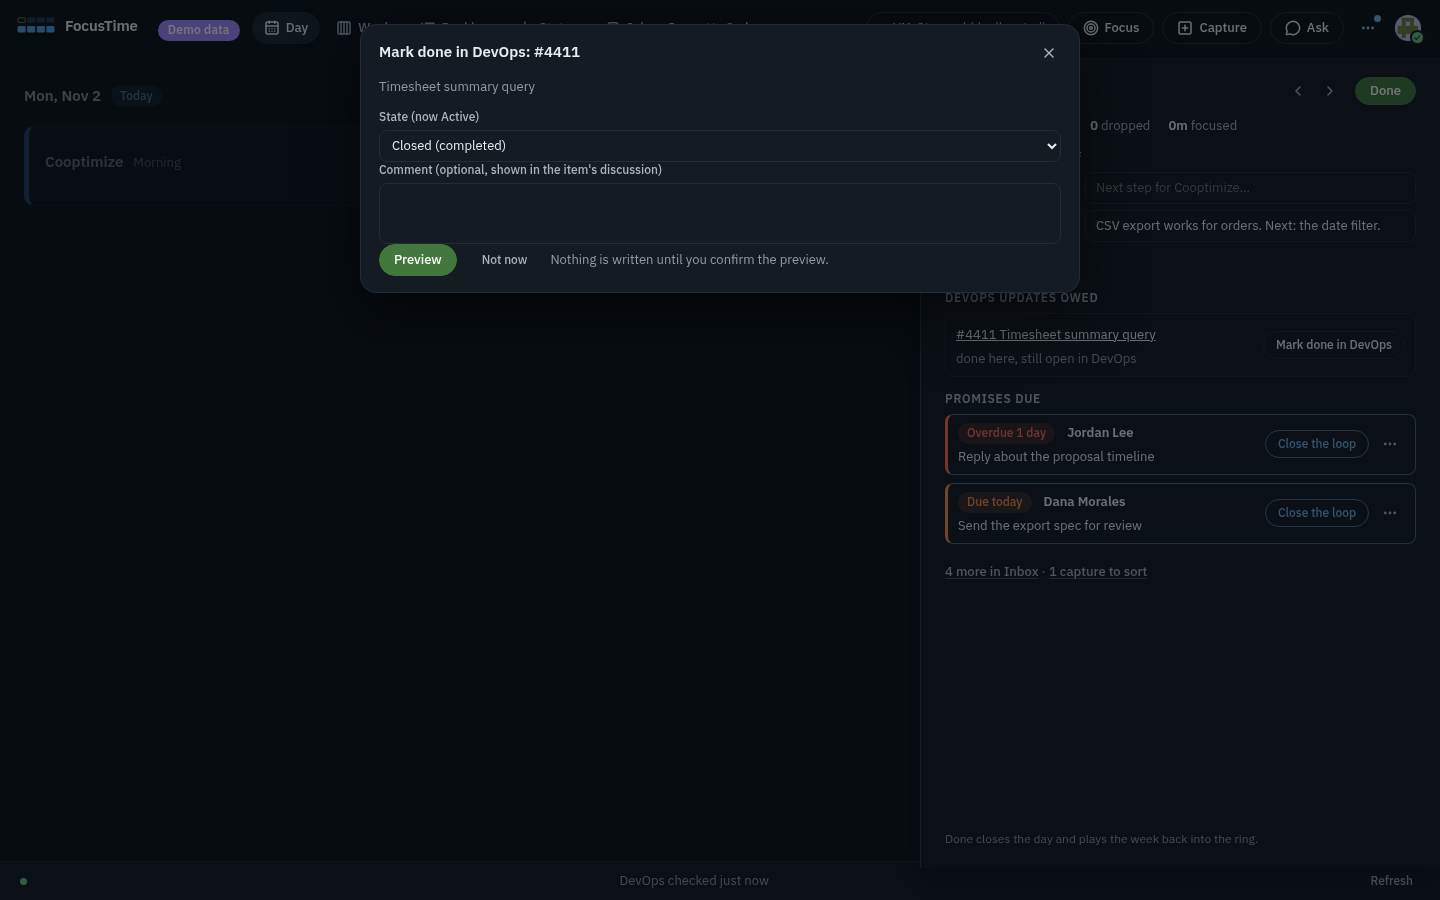 FocusTime
Demo data
Day
Focus
Capture
Ask
Mark done in DevOps: #4411
Timesheet summary query
State (now Active)
Closed (completed)
Comment (optional, shown in the item's discussion)
Preview
Not now
Nothing is written until you confirm the preview.
Mon, Nov 2
Today
Cooptimize
Morning
Done
0 dropped
0m focused
Next step for Cooptimize...
CSV export works for orders. Next: the date filter.
DEVOPS UPDATES OWED
#4411 Timesheet summary query
done here, still open in DevOps
Mark done in DevOps
PROMISES DUE
Overdue 1 day
Jordan Lee
Reply about the proposal timeline
Close the loop
Due today
Dana Morales
Send the export spec for review
Close the loop
4 more in Inbox · 1 capture to sort
Done closes the day and plays the week back into the ring.
DevOps checked just now
Refresh